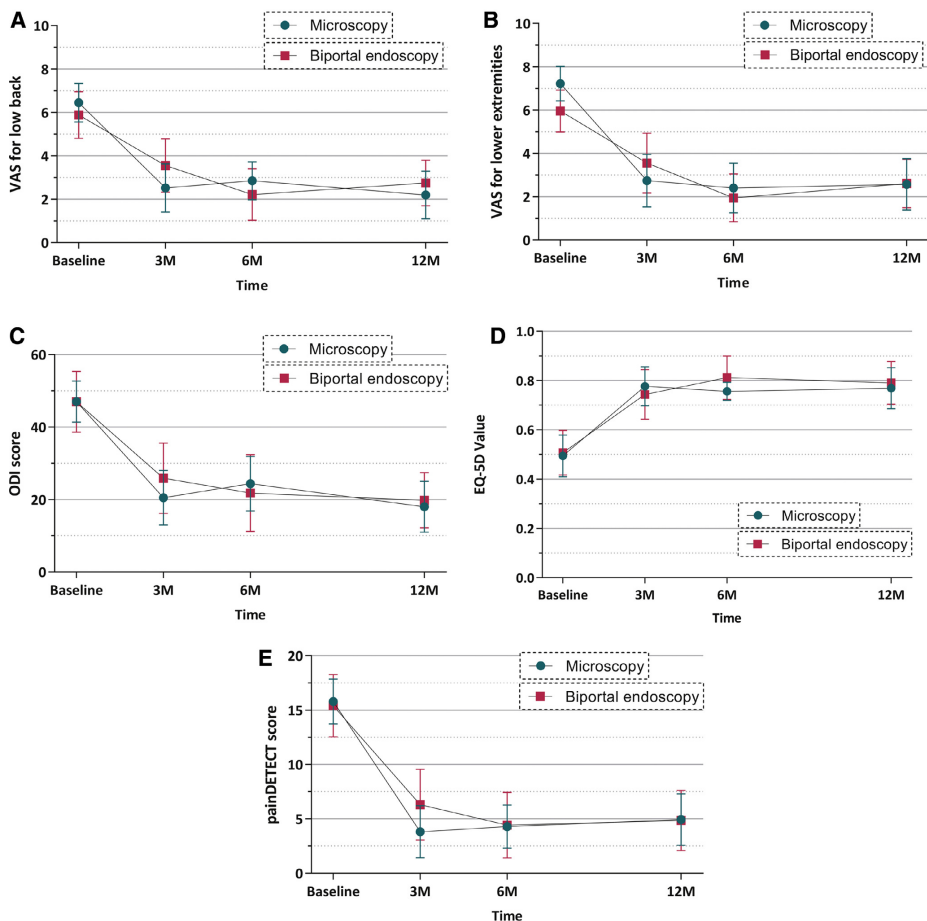 A
Microscopy
Biportal endoscopy
VAS for low back
10
8
6
4
2
0
Baseline 3M 6M 12M
Time
B
Microscopy
Biportal endoscopy
VAS for lower extremities
10
8
6
4
2
0
Baseline 3M 6M 12M
Time
C
Microscopy
Biportal endoscopy
ODI score
60
40
20
0
Baseline 3M 6M 12M
Time
D
EQ-5D Value
1.0
0.8
0.6
0.4
0.2
0.0
Microscopy
Biportal endoscopy
Baseline 3M 6M 12M
Time
E
Microscopy
Biportal endoscopy
painDETECT score
20
15
10
5
0
Baseline 3M 6M 12M
Time